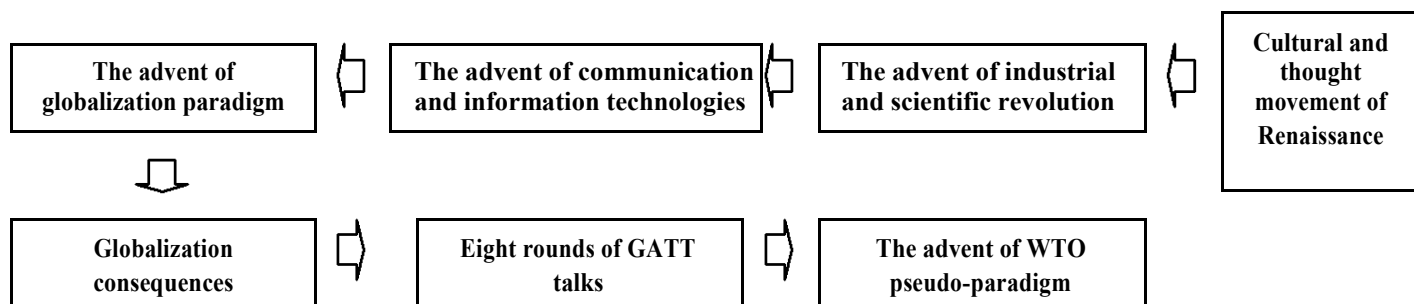 The advent of
globalization paradigm
The advent of communication
and information technologies
The advent of industrial
and scientific revolution
Cultural and
thought
movement of
Renaissance
Globalization
consequences
Eight rounds of GATT
talks
The advent of WTO
pseudo-paradigm